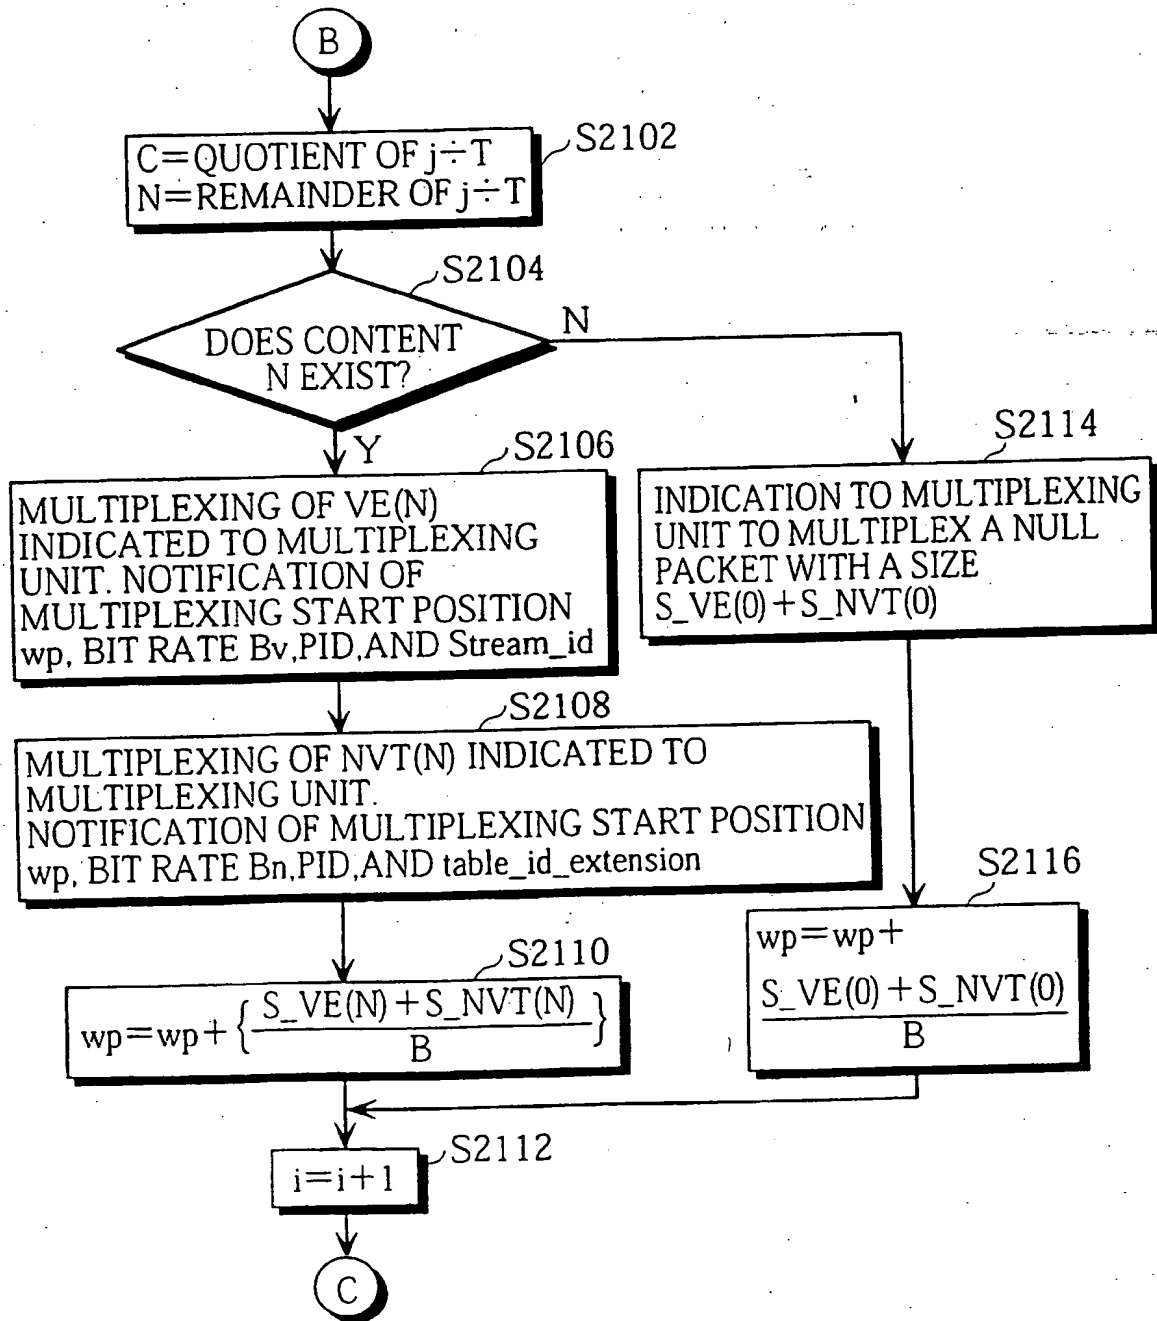 B
C=QUOTIENT OF j÷T
N=REMAINDER OF j÷T
S2102
S2104
DOES CONTENT
N EXIST?
N
Y
S2106
MULTIPLEXING OF VE(N)
INDICATED TO MULTIPLEXING
UNIT. NOTIFICATION OF
MULTIPLEXING START POSITION
wp, BIT RATE Bv,PID,AND Stream_id
S2114
INDICATION TO MULTIPLEXING
UNIT TO MULTIPLEX A NULL
PACKET WITH A SIZE
S_VE(0)+S_NVT(0)
S2108
MULTIPLEXING OF NVT(N) INDICATED TO
MULTIPLEXING UNIT.
NOTIFICATION OF MULTIPLEXING START POSITION
wp, BIT RATE Bn,PID,AND table_id_extension
S2116
wp=wp+
S_VE(0)+S_NVT(0)
B
S2110
S_VE(N)+S_NVT(N)
wp=wp+{ }
B
S2112
i=i+1
C